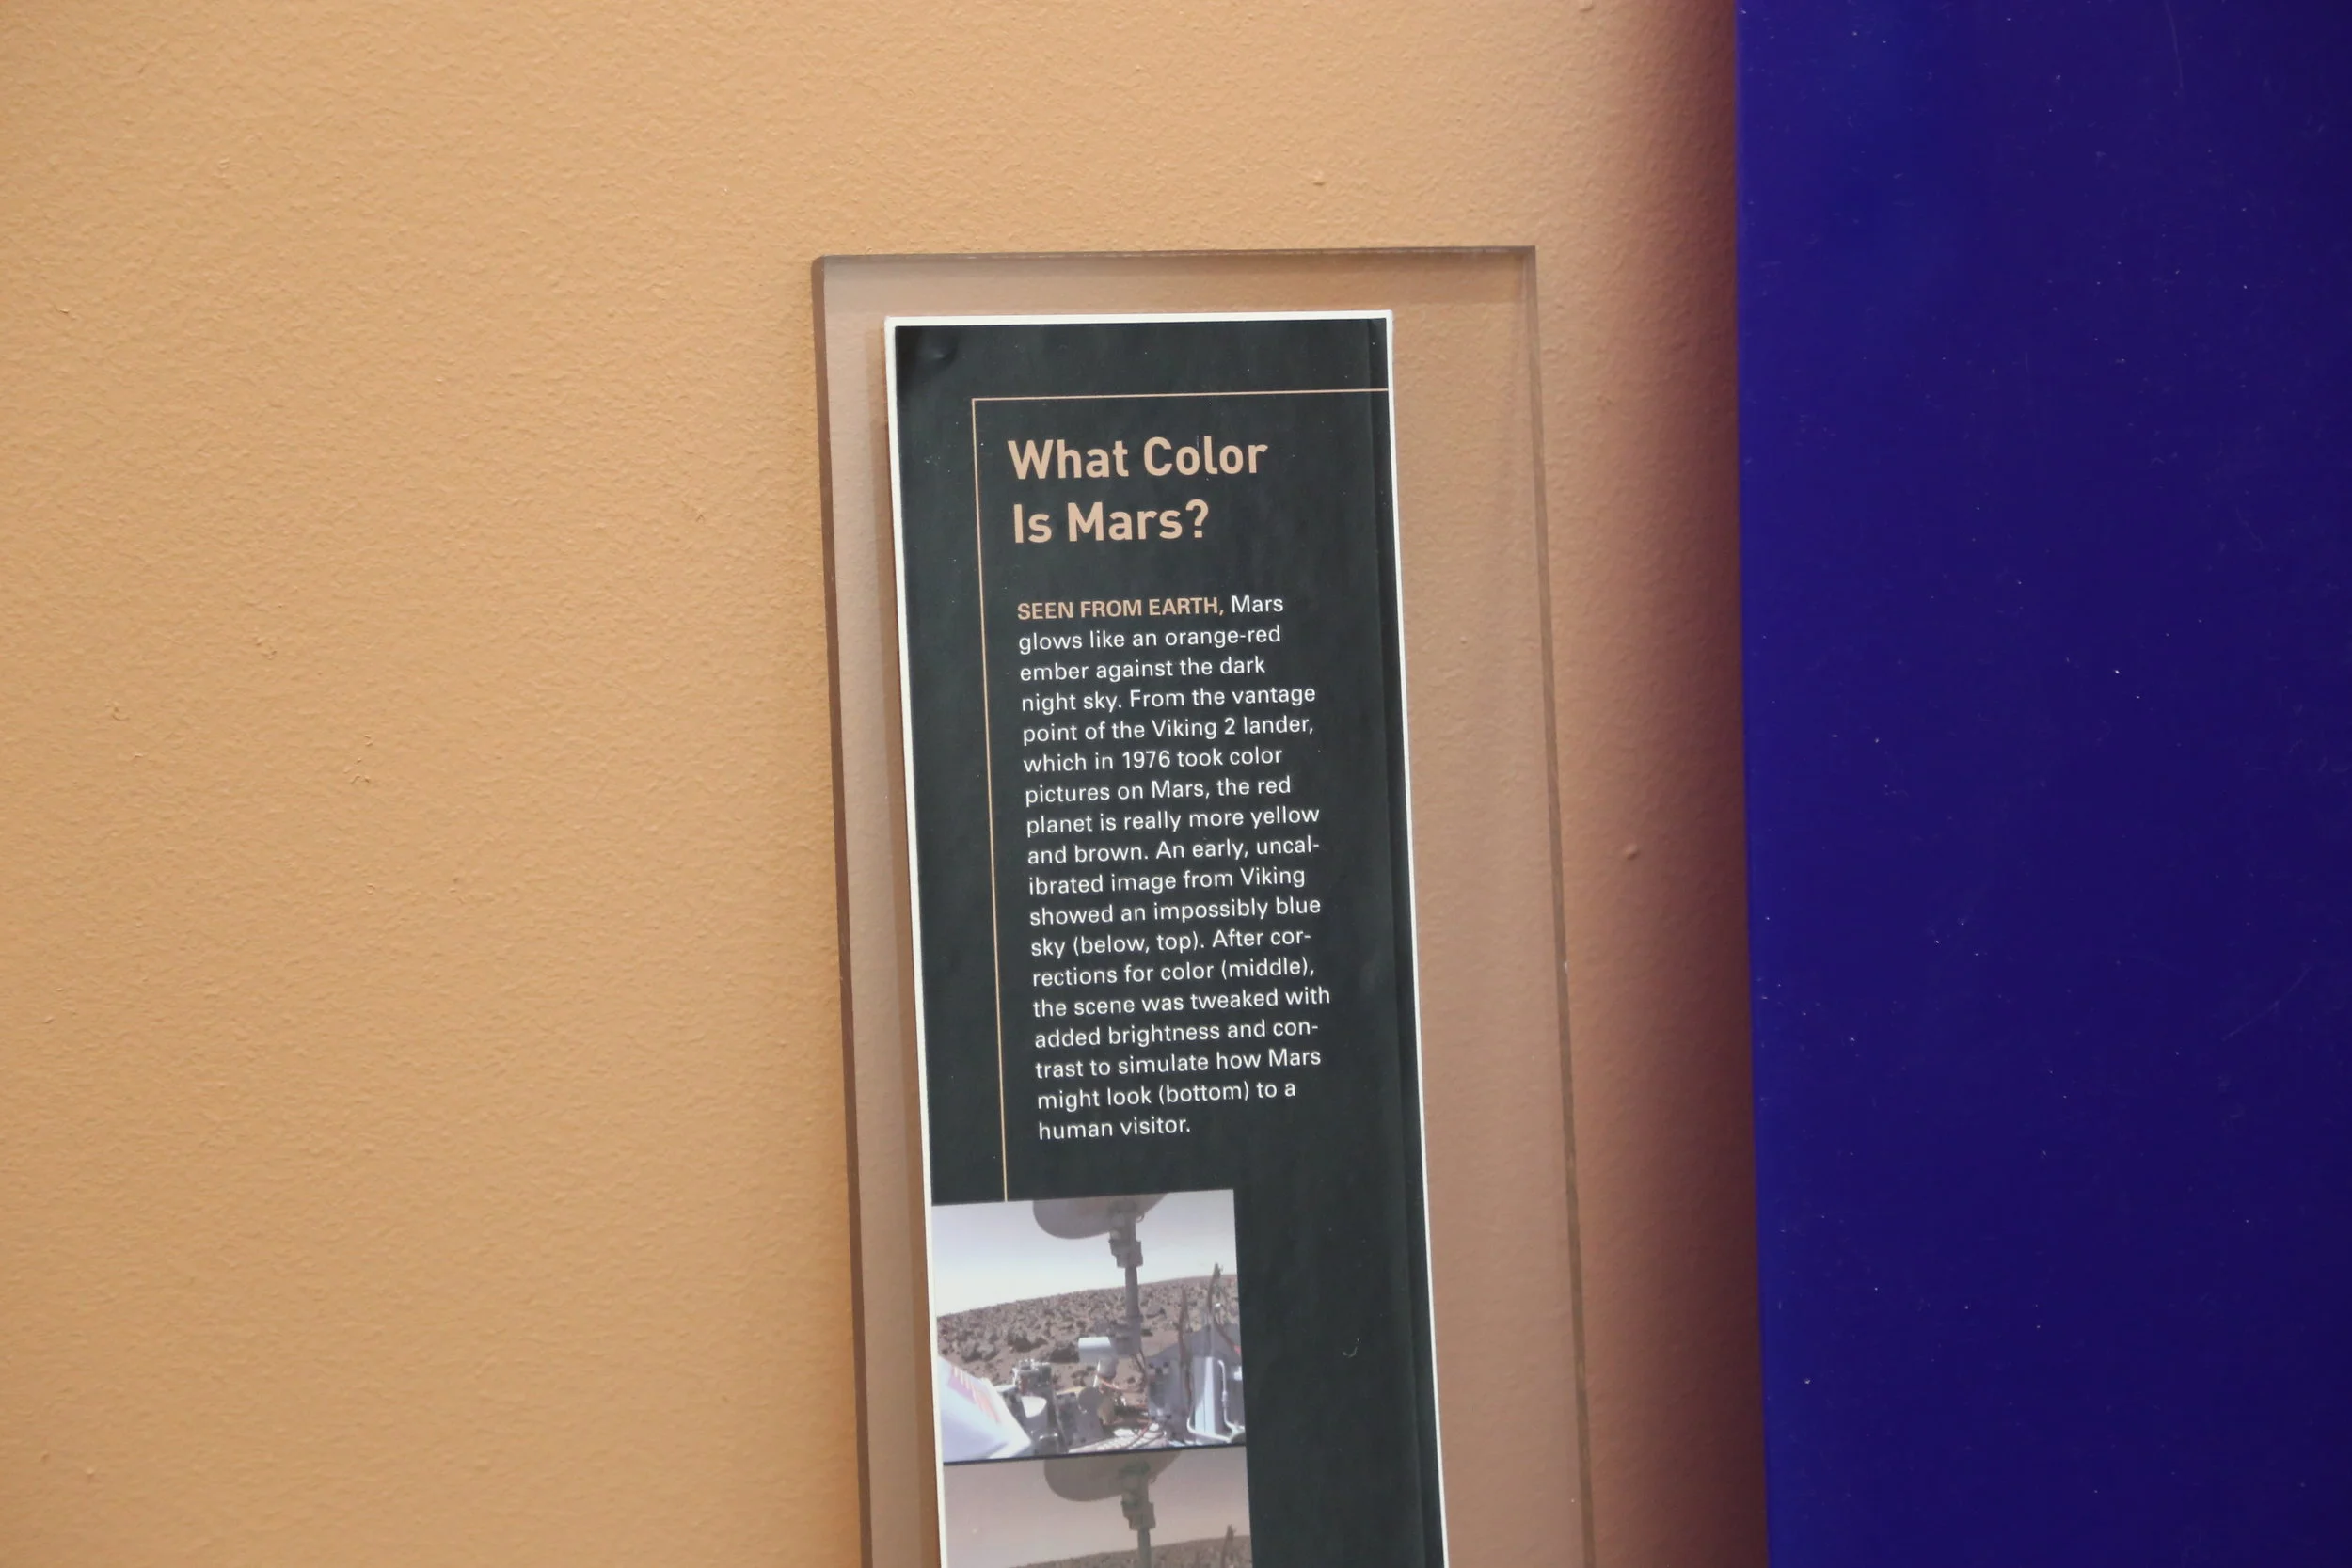 What Color
Is Mars?
SEEN FROM EARTH, Mars
glows like an orange-red
ember against the dark
night sky. From the vantage
point of the Viking 2 lander,
which in 1976 took color
pictures on Mars, the red
planet is really more yellow
and brown. An early, uncal-
ibrated image from Viking
showed an impossibly blue
sky (below, top). After cor-
rections for color (middle),
the scene was tweaked with
added brightness and con-
trast to simulate how Mars
might look (bottom) to a
human visitor.